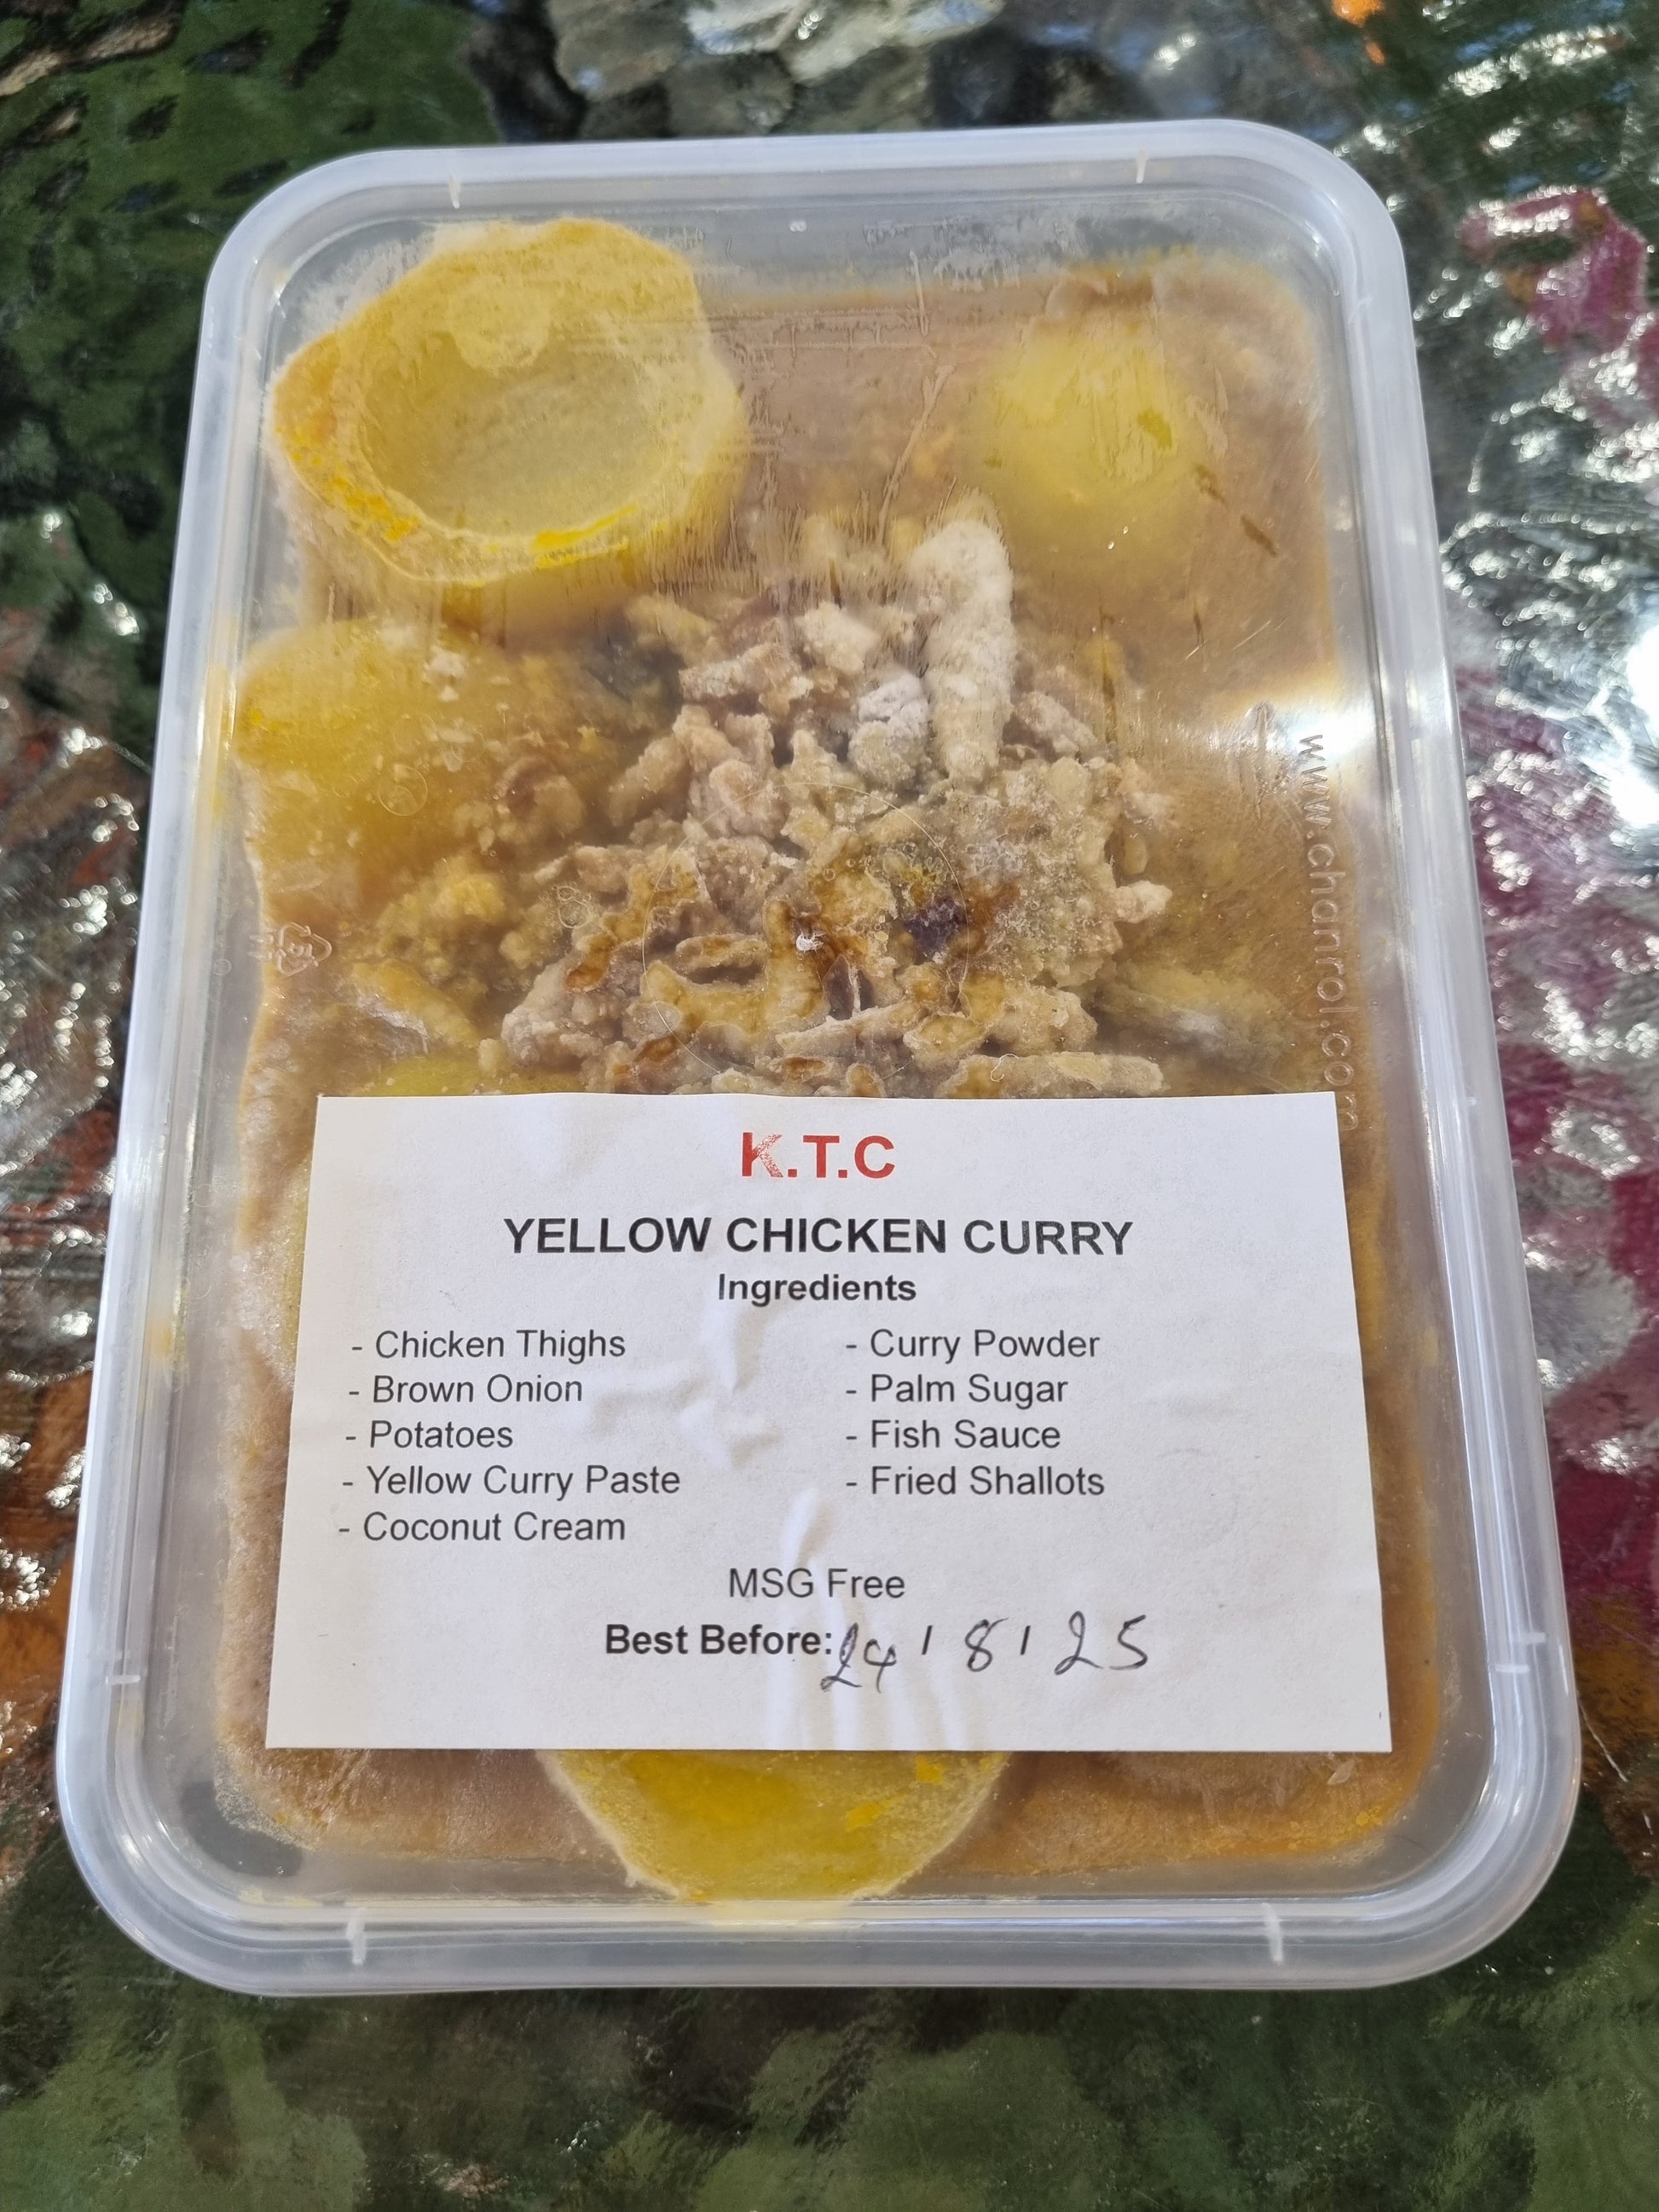 www.chanrol.com
K.T.C
YELLOW CHICKEN CURRY
Ingredients
- Chicken Thighs
- Brown Onion
- Potatoes
- Yellow Curry Paste
- Coconut Cream
- Curry Powder
- Palm Sugar
- Fish Sauce
- Fried Shallots
MSG Free
Best Before: 24 / 8 / 25